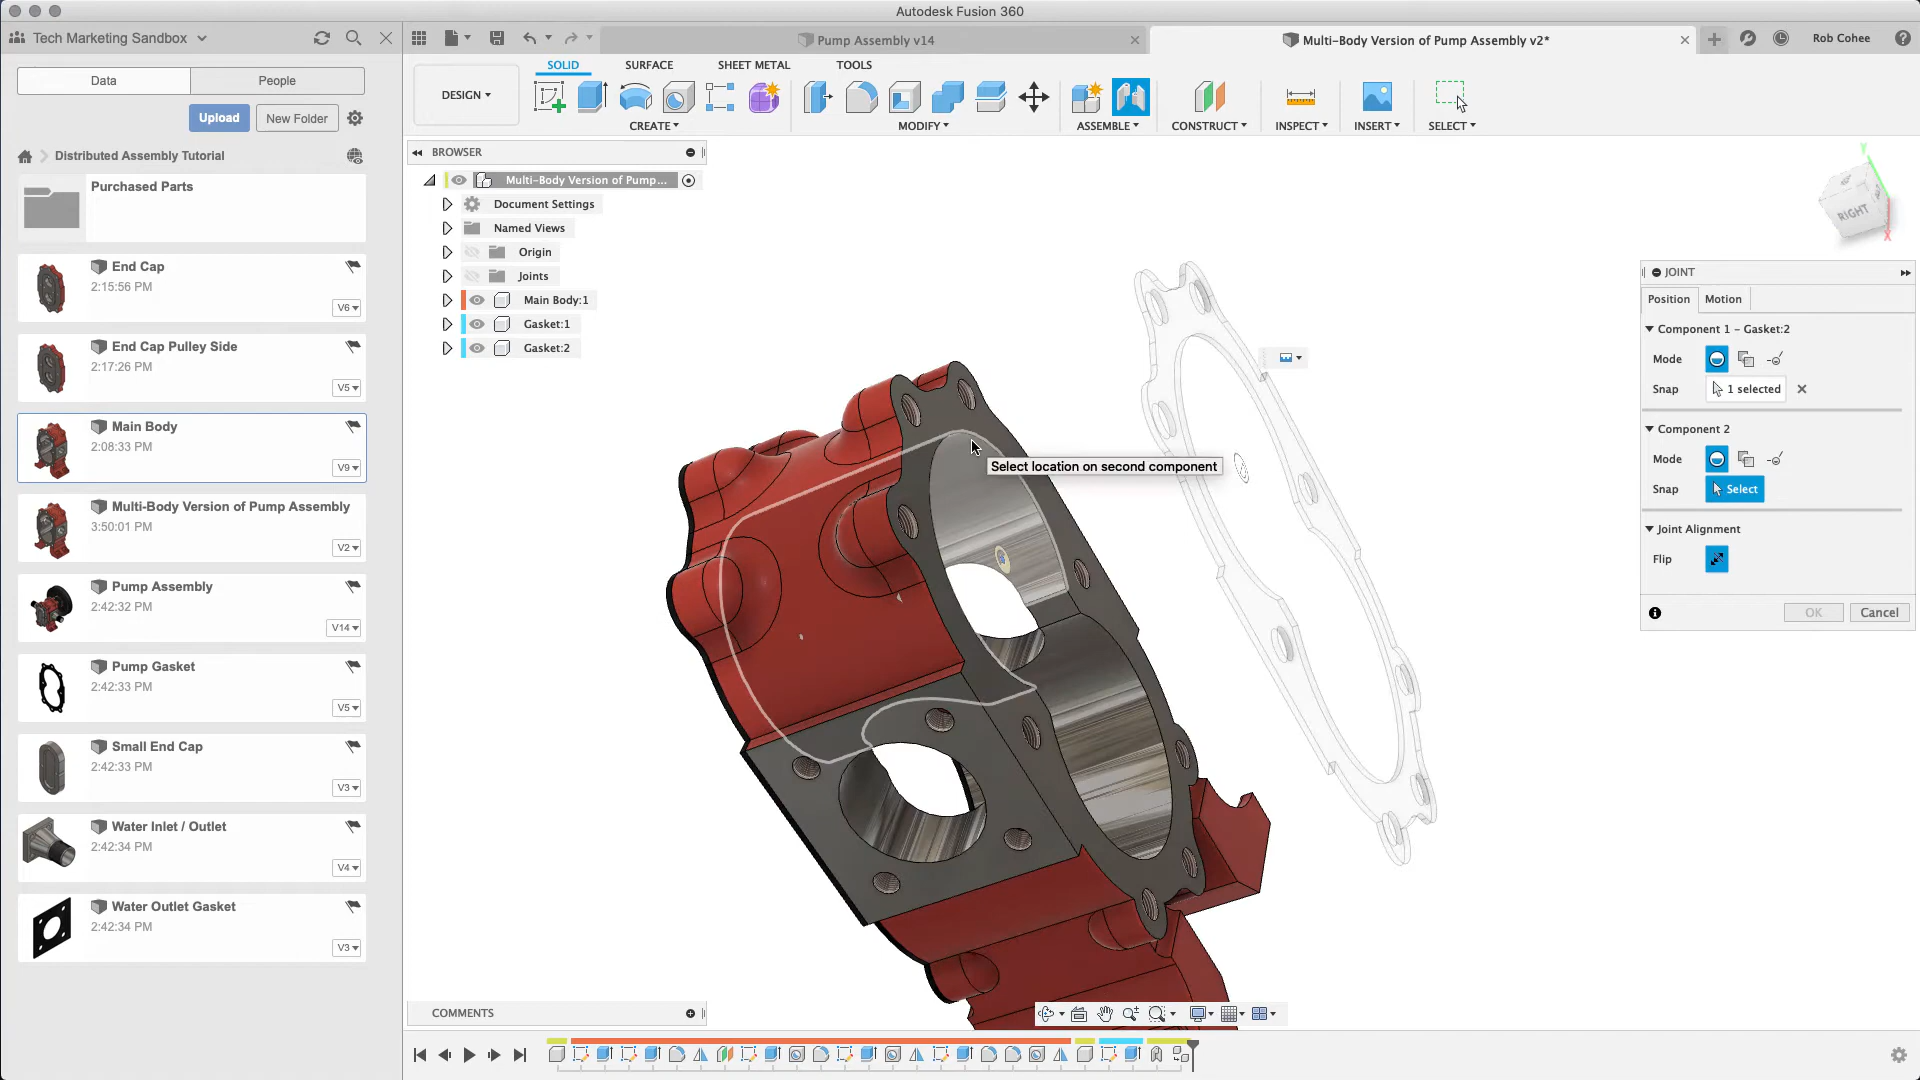 Autodesk Fusion 360
Tech Marketing Sandbox
Pump Assembly v14
Multi-Body Version of Pump Assembly v2*
Rob Cohee
Data
People
Upload
New Folder
Distributed Assembly Tutorial
Purchased Parts
End Cap
2:15:56 PM
V6
End Cap Pulley Side
2:17:26 PM
V5
Main Body
2:08:33 PM
V9
Multi-Body Version of Pump Assembly
3:50:01 PM
V2
Pump Assembly
2:42:32 PM
V14
Pump Gasket
2:42:33 PM
V5
Small End Cap
2:42:33 PM
V3
Water Inlet / Outlet
2:42:34 PM
V4
Water Outlet Gasket
2:42:34 PM
V3
DESIGN
SOLID
SURFACE
SHEET METAL
TOOLS
CREATE
MODIFY
ASSEMBLE
CONSTRUCT
INSPECT
INSERT
SELECT
BROWSER
Multi-Body Version of Pump...
Document Settings
Named Views
Origin
Joints
Main Body:1
Gasket:1
Gasket:2
Select location on second component
Y
RIGHT
X
JOINT
Position
Motion
Component 1 - Gasket:2
Mode
Snap
1 selected
Component 2
Mode
Snap
Select
Joint Alignment
Flip
OK
Cancel
COMMENTS